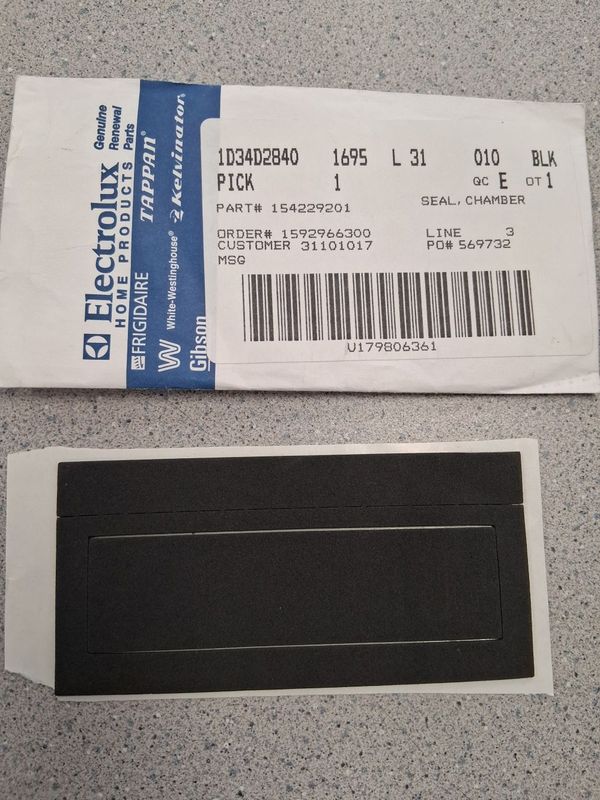 Electrolux
HOME PRODUCTS
Genuine
Renewal
Parts
FRIGIDAIRE
TAPPAN®
White-Westinghouse®
Kelvinator®
Gibson
1D34D2840 1695 L 31 010 BLK
PICK 1 QC E OT 1
PART# 154229201 SEAL, CHAMBER
ORDER# 1592966300 LINE 3
CUSTOMER 31101017 PO# 569732
MSG
U179806361